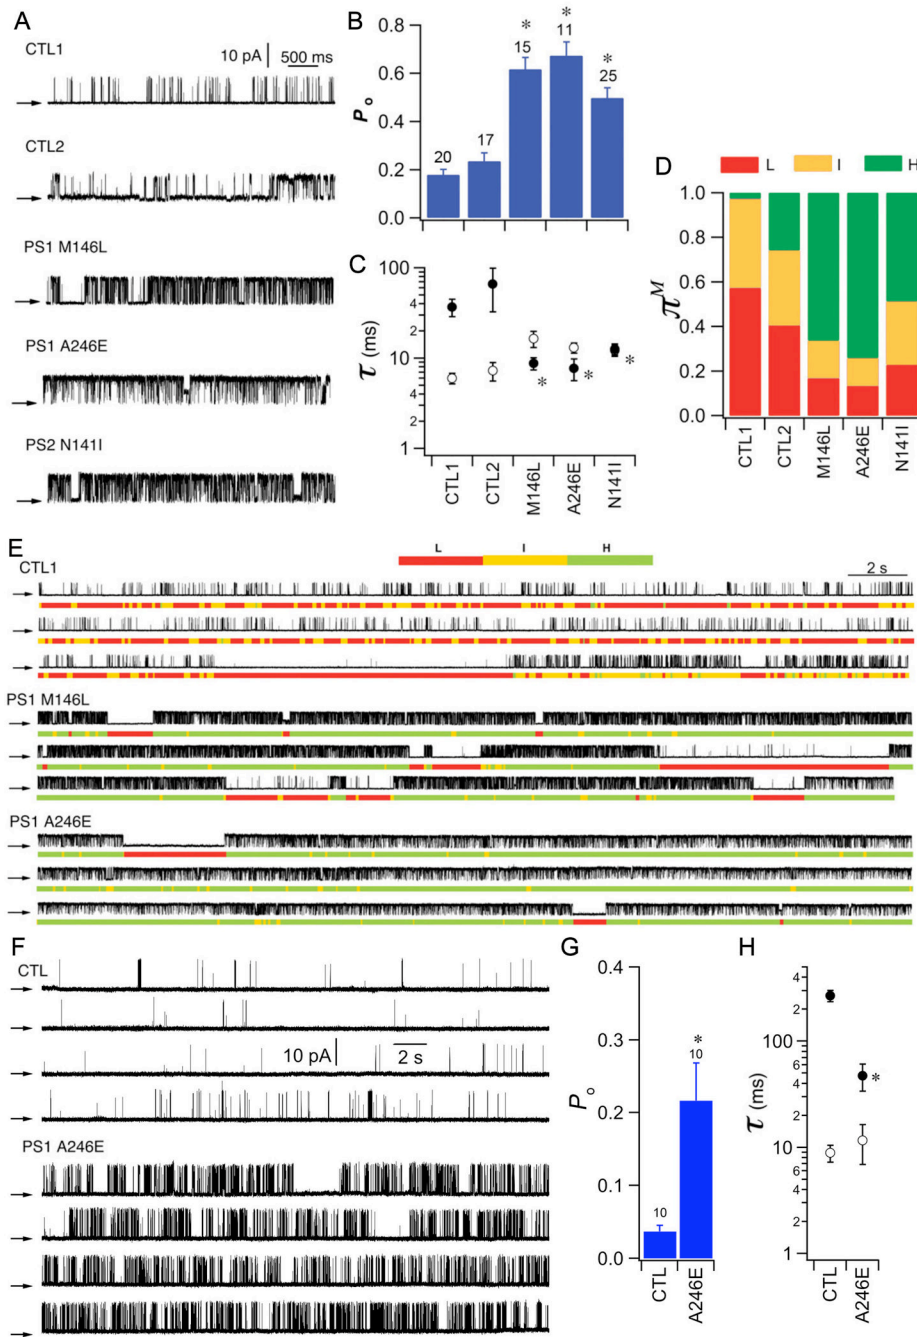 A
CTL1
10 pA
500 ms
CTL2
PS1 M146L
PS1 A246E
PS2 N141I
B
0.8
0.6
0.4
0.2
0.0
Po
20
17
*
15
*
11
*
25
C
100
4
2
10
4
2
1
τ (ms)
*
*
*
CTL1
CTL2
M146L
A246E
N141I
D
L
I
H
1.0
0.8
0.6
0.4
0.2
0.0
πM
CTL1
CTL2
M146L
A246E
N141I
E
L
I
H
CTL1
2 s
PS1 M146L
PS1 A246E
F
CTL
10 pA
2 s
PS1 A246E
G
0.4
0.3
0.2
0.1
0.0
Po
10
*
10
CTL
A246E
H
4
2
100
6
4
2
10
6
4
2
1
τ (ms)
*
CTL
A246E